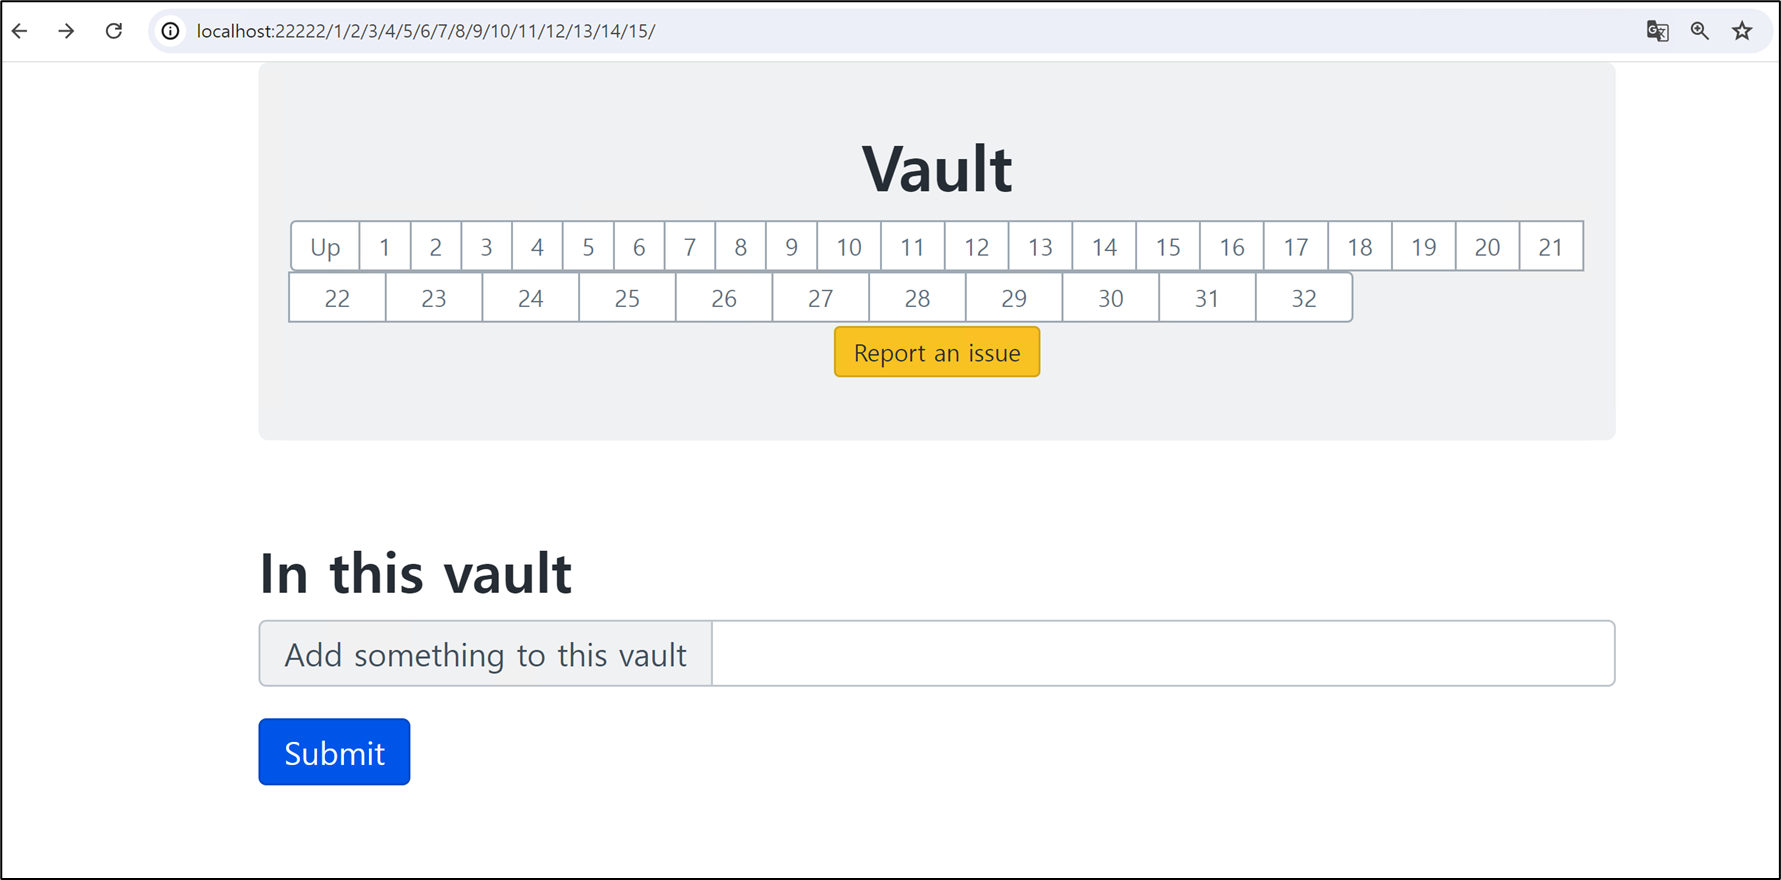 localhost:22222/1/2/3/4/5/6/7/8/9/10/11/12/13/14/15/
Vault
Up 1 2 3 4 5 6 7 8 9 10 11 12 13 14 15 16 17 18 19 20 21
22 23 24 25 26 27 28 29 30 31 32
Report an issue
In this vault
Add something to this vault
Submit